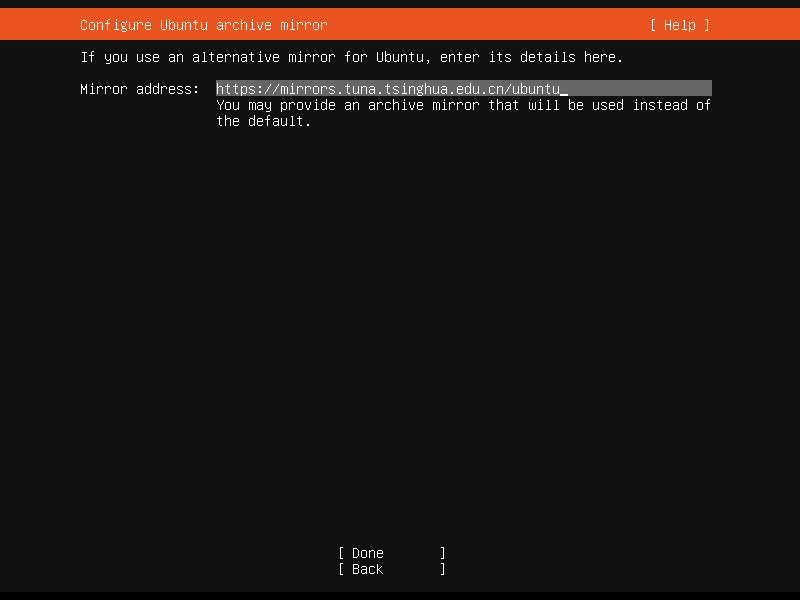 Configure Ubuntu archive mirror [ Help ]
If you use an alternative mirror for Ubuntu, enter its details here.
Mirror address: https://mirrors.tuna.tsinghua.edu.cn/ubuntu_
You may provide an archive mirror that will be used instead of
the default.
[ Done ]
[ Back ]